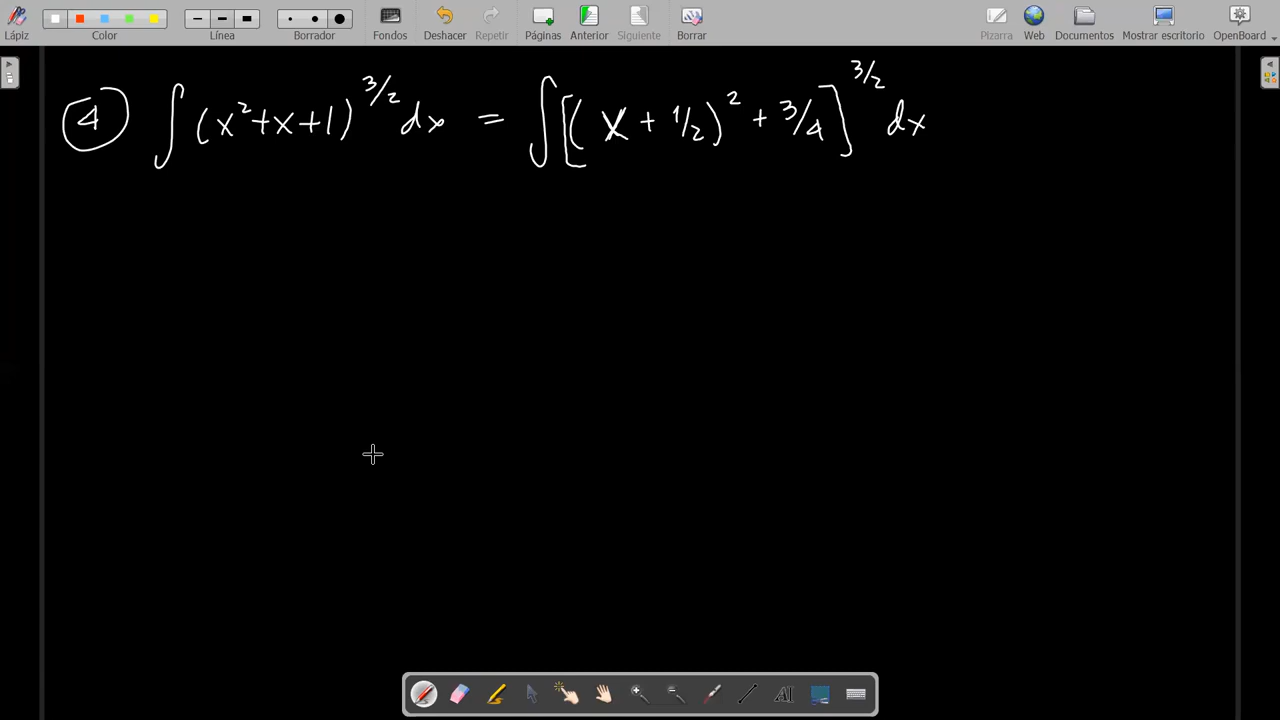 Lápiz Color Línea Borrador Fondos Deshacer Repetir Páginas Anterior Siguiente Borrar Pizarra Web Documentos Mostrar escritorio OpenBoard
④ ∫(x²+x+1)^{3/2} dx = ∫[(x + 1/2)² + 3/4]^{3/2} dx
AI